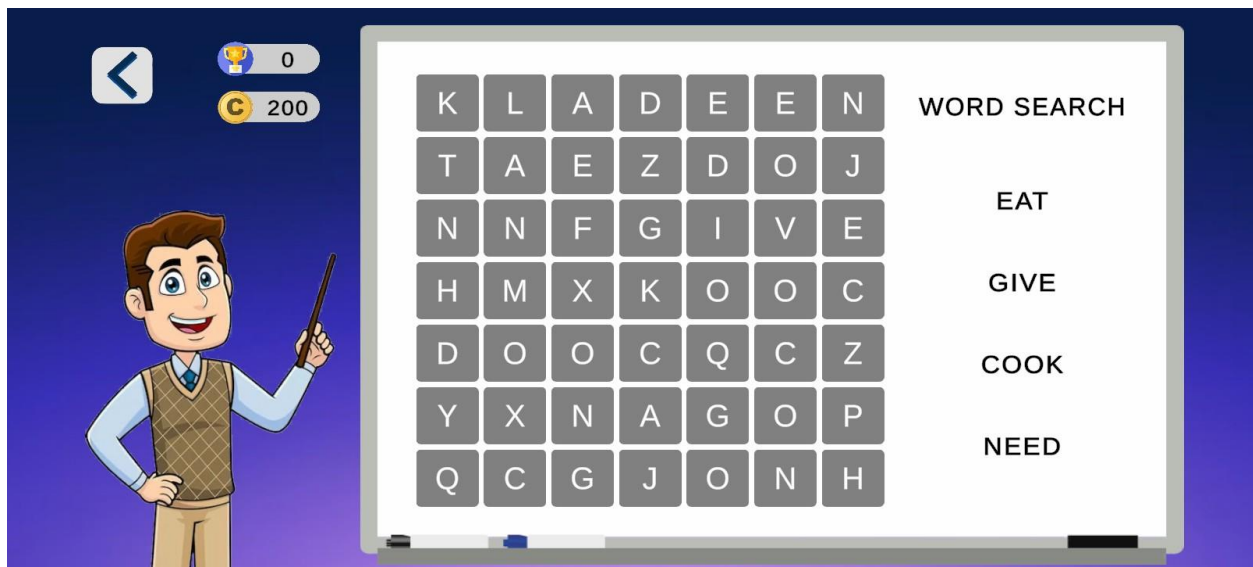 0
C 200
WORD SEARCH
K L A D E E N
T A E Z D O J
N N F G I V E
H M X K O O C
D O O C Q C Z
Y X N A G O P
Q C G J O N H
EAT
GIVE
COOK
NEED